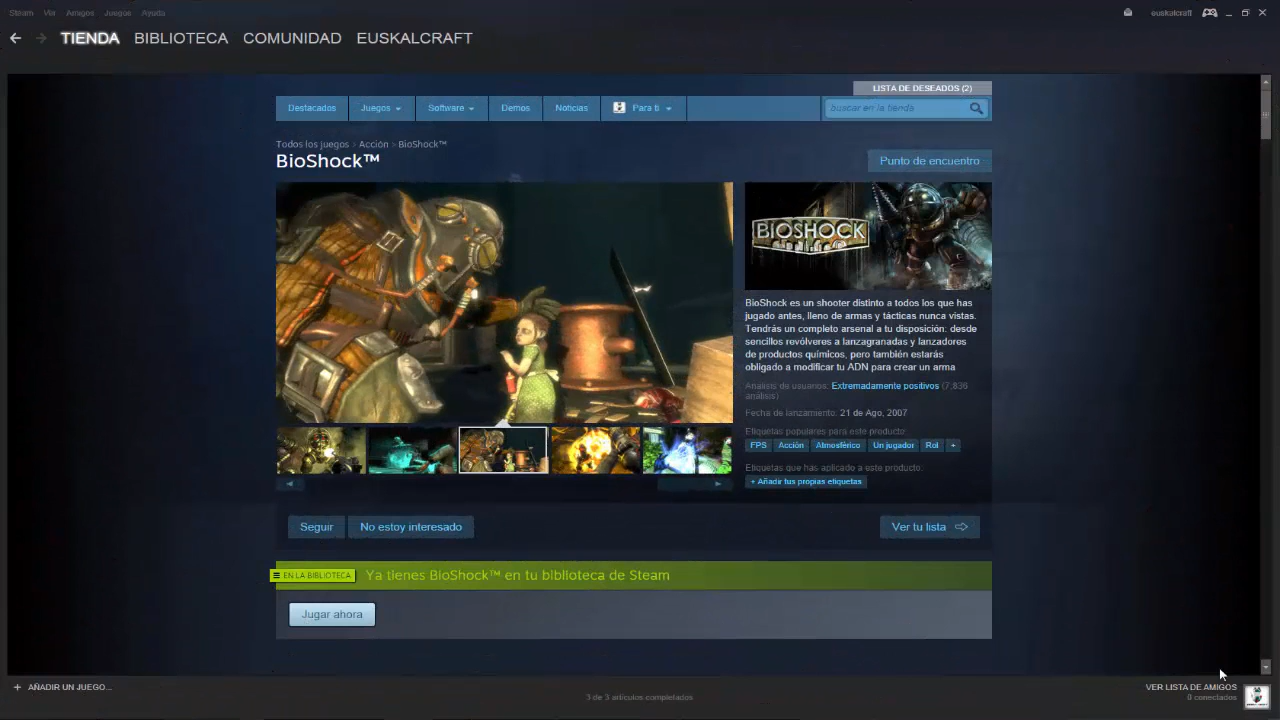 Steam Ver Amigos Juegos Ayuda
euskalcraft
TIENDA BIBLIOTECA COMUNIDAD EUSKALCRAFT
LISTA DE DESEADOS (2)
Destacados Juegos Software Demos Noticias Para ti buscar en la tienda
Todos los juegos > Acción > BioShock™
BioShock™
Punto de encuentro
BIOSHOCK
BioShock es un shooter distinto a todos los que has
jugado antes, lleno de armas y tácticas nunca vistas.
Tendrás un completo arsenal a tu disposición: desde
sencillos revólveres a lanzagranadas y lanzadores
de productos químicos, pero también estarás
obligado a modificar tu ADN para crear un arma
Análisis de usuarios: Extremadamente positivos (7,836
análisis)
Fecha de lanzamiento: 21 de Ago, 2007
Etiquetas populares para este producto:
FPS Acción Atmosférico Un jugador Rol +
Etiquetas que has aplicado a este producto:
+ Añadir tus propias etiquetas
Seguir No estoy interesado Ver tu lista
EN LA BIBLIOTECA Ya tienes BioShock™ en tu biblioteca de Steam
Jugar ahora
+ AÑADIR UN JUEGO...
3 de 3 artículos completados
VER LISTA DE AMIGOS
0 conectados